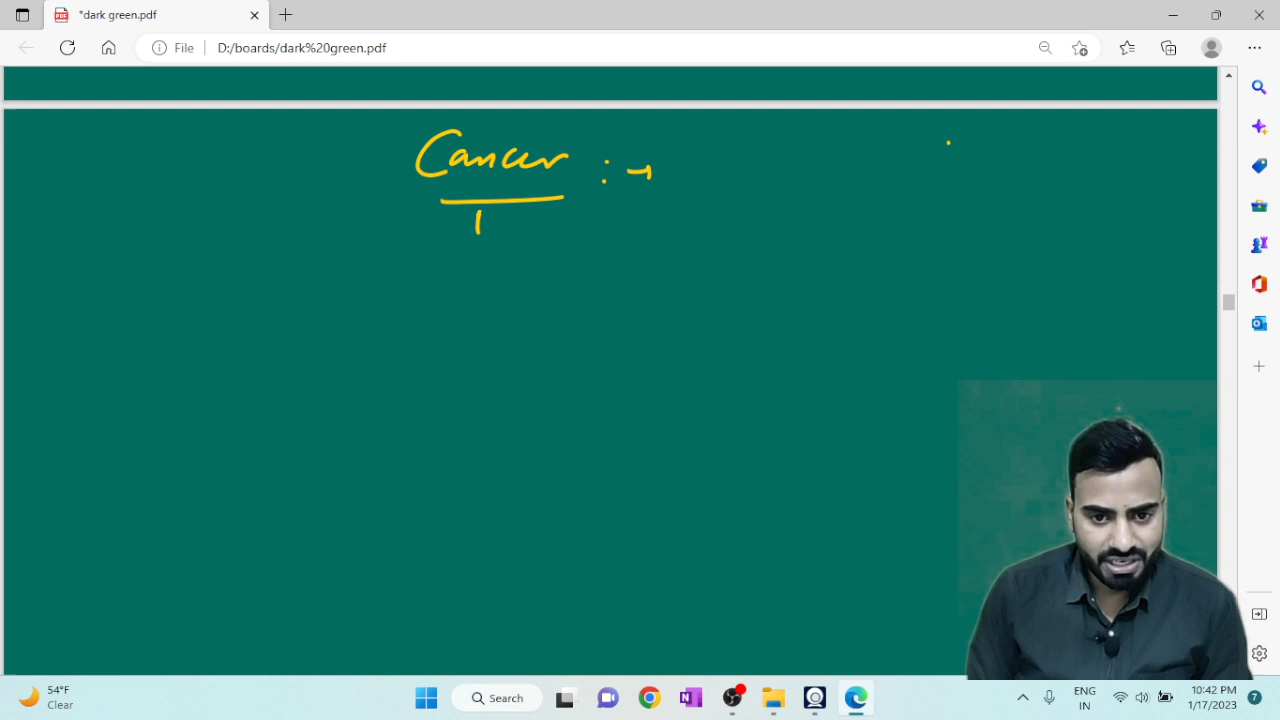 *dark green.pdf
File D:/boards/dark%20green.pdf
Cancer :→
54°F
Clear
Search
ENG
IN
10:42 PM
1/17/2023
7